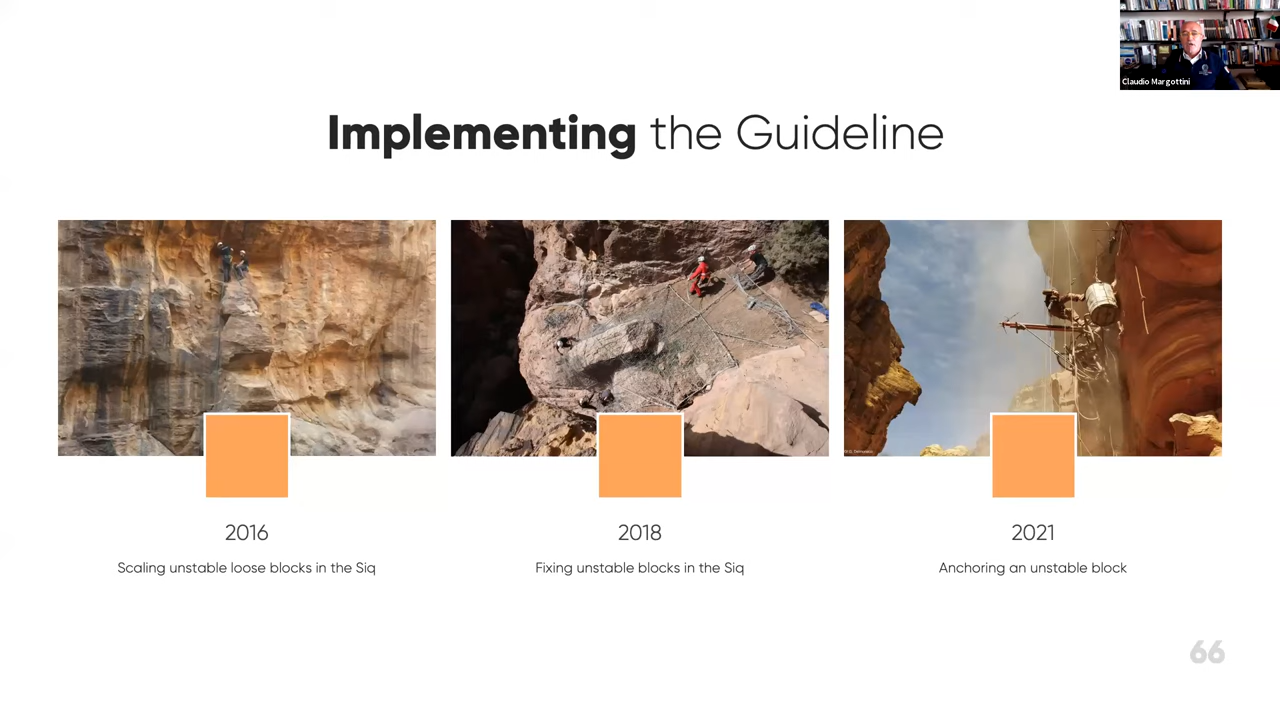 Claudio Margottini
Implementing the Guideline
2016
Scaling unstable loose blocks in the Siq
2018
Fixing unstable blocks in the Siq
2021
Anchoring an unstable block
66